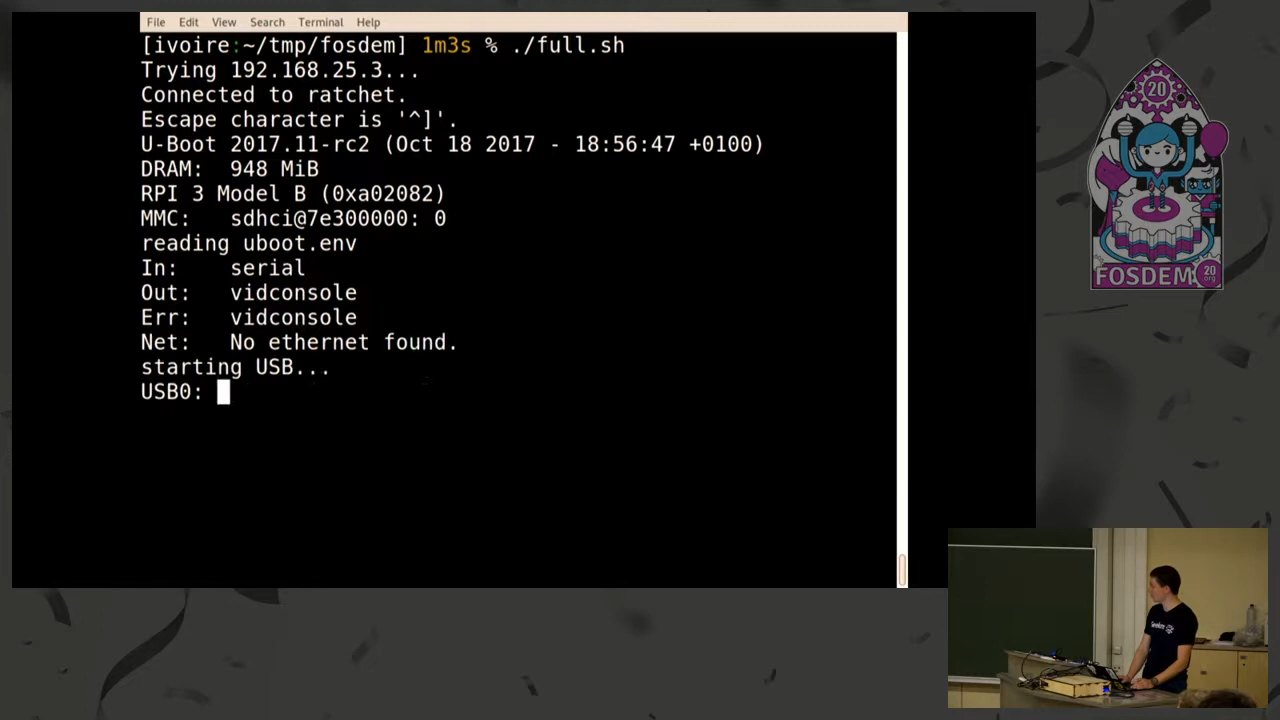 File Edit View Search Terminal Help
[ivoire:~/tmp/fosdem] 1m3s % ./full.sh
Trying 192.168.25.3...
Connected to ratchet.
Escape character is '^]'.
U-Boot 2017.11-rc2 (Oct 18 2017 - 18:56:47 +0100)
DRAM: 948 MiB
RPI 3 Model B (0xa02082)
MMC: sdhci@7e300000: 0
reading uboot.env
In: serial
Out: vidconsole
Err: vidconsole
Net: No ethernet found.
starting USB...
USB0:
20
FOSDEM 20
.org